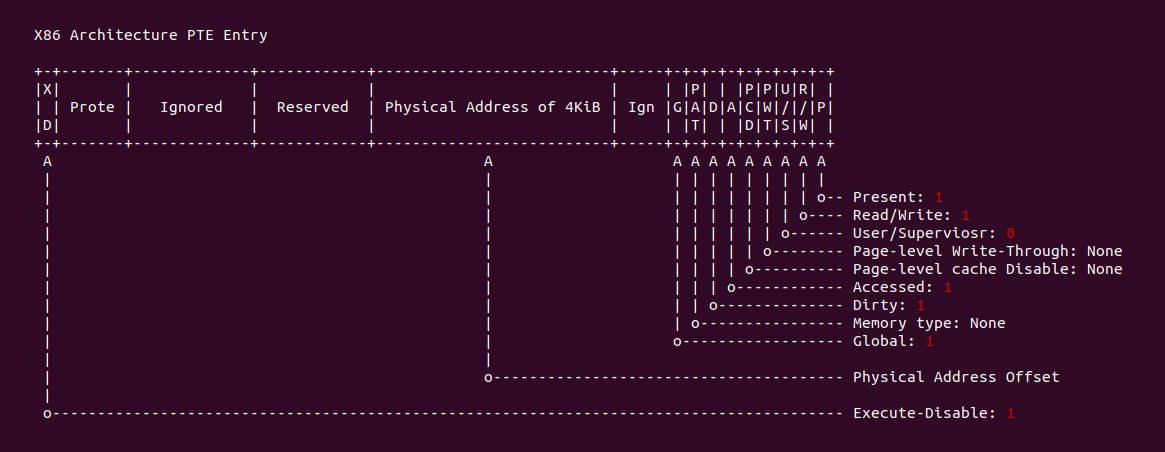 X86 Architecture PTE Entry
+-+-------+-------------+------------+--------------------------+-----+-+-+-+-+-+-+-+-+-+
|X|       |             |            |                          |     | |P| | |P|P|U|R| |
| | Prote |   Ignored   |  Reserved  | Physical Address of 4KiB | Ign |G|A|D|A|C|W|/|/|P|
|D|       |             |            |                          |     | |T| | |D|T|S|W| |
+-+-------+-------------+------------+--------------------------+-----+-+-+-+-+-+-+-+-+-+
 A                                                A                    A A A A A A A A A
 |                                                |                    | | | | | | | | |
 |                                                |                    | | | | | | | | o-- Present: 1
 |                                                |                    | | | | | | | o---- Read/Write: 1
 |                                                |                    | | | | | | o------ User/Superviosr: 0
 |                                                |                    | | | | | o-------- Page-level Write-Through: None
 |                                                |                    | | | | o---------- Page-level cache Disable: None
 |                                                |                    | | | o------------ Accessed: 1
 |                                                |                    | | o-------------- Dirty: 1
 |                                                |                    | o---------------- Memory type: None
 |                                                |                    o------------------ Global: 1
 |                                                |
 |                                                o--------------------------------------- Physical Address Offset
 |
 o---------------------------------------------------------------------------------------- Execute-Disable: 1